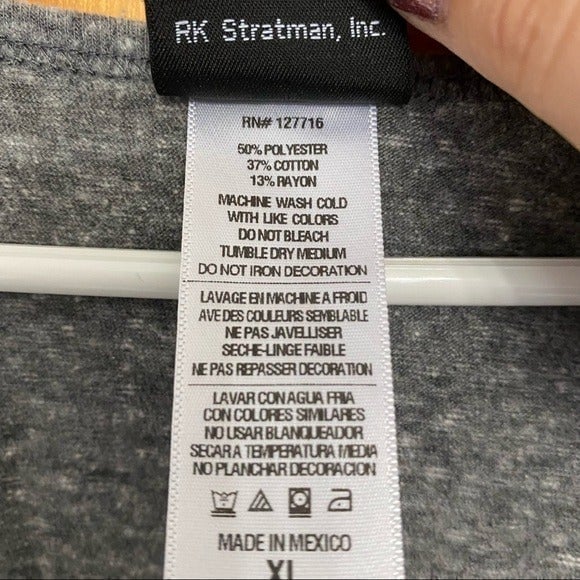 RK Stratman, Inc.
RN# 127716
50% POLYESTER
37% COTTON
13% RAYON
MACHINE WASH COLD
WITH LIKE COLORS
DO NOT BLEACH
TUMBLE DRY MEDIUM
DO NOT IRON DECORATION
LAVAGE EN MACHINE A FROID
AVE DES COULEURS SEMBLABLE
NE PAS JAVELLISER
SECHE-LINGE FAIBLE
NE PAS REPASSER DECORATION
LAVAR CON AGUA FRIA
CON COLORES SIMILARES
NO USAR BLANQUEADOR
SECAR A TEMPERATURA MEDIA
NO PLANCHAR DECORACION
MADE IN MEXICO
XL